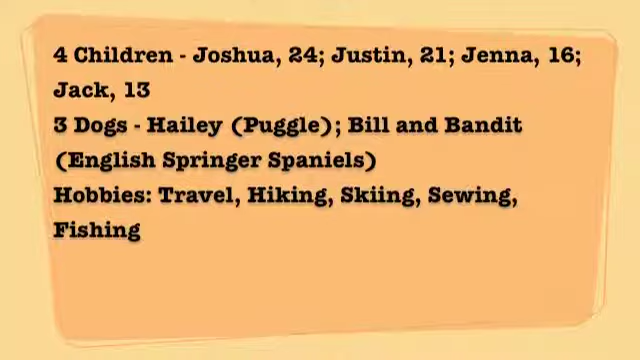 4 Children - Joshua, 24; Justin, 21; Jenna, 16;
Jack, 13
3 Dogs - Hailey (Puggle); Bill and Bandit
(English Springer Spaniels)
Hobbies: Travel, Hiking, Skiing, Sewing,
Fishing